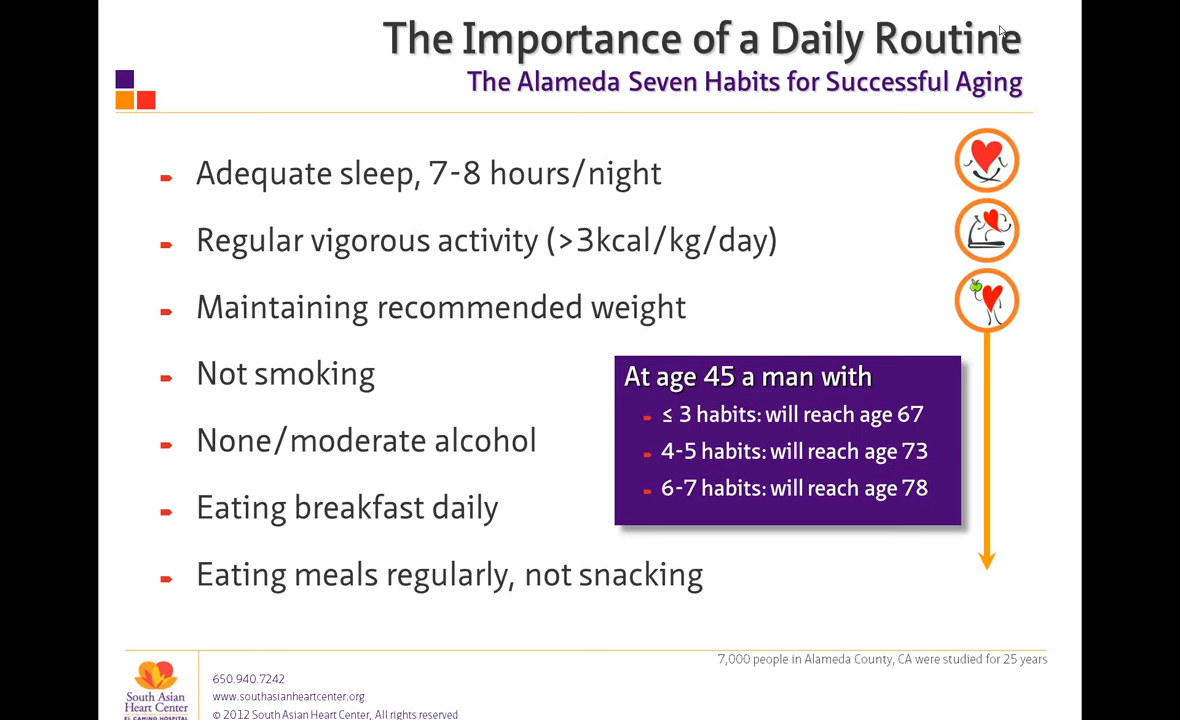 The Importance of a Daily Routine
The Alameda Seven Habits for Successful Aging
Adequate sleep, 7-8 hours/night
Regular vigorous activity (>3kcal/kg/day)
Maintaining recommended weight
Not smoking
None/moderate alcohol
Eating breakfast daily
Eating meals regularly, not snacking
At age 45 a man with
≤ 3 habits: will reach age 67
4-5 habits: will reach age 73
6-7 habits: will reach age 78
7,000 people in Alameda County, CA were studied for 25 years
South Asian
Heart Center
EL CAMINO HOSPITAL
650.940.7242
www.southasianheartcenter.org
© 2012 South Asian Heart Center, All rights reserved